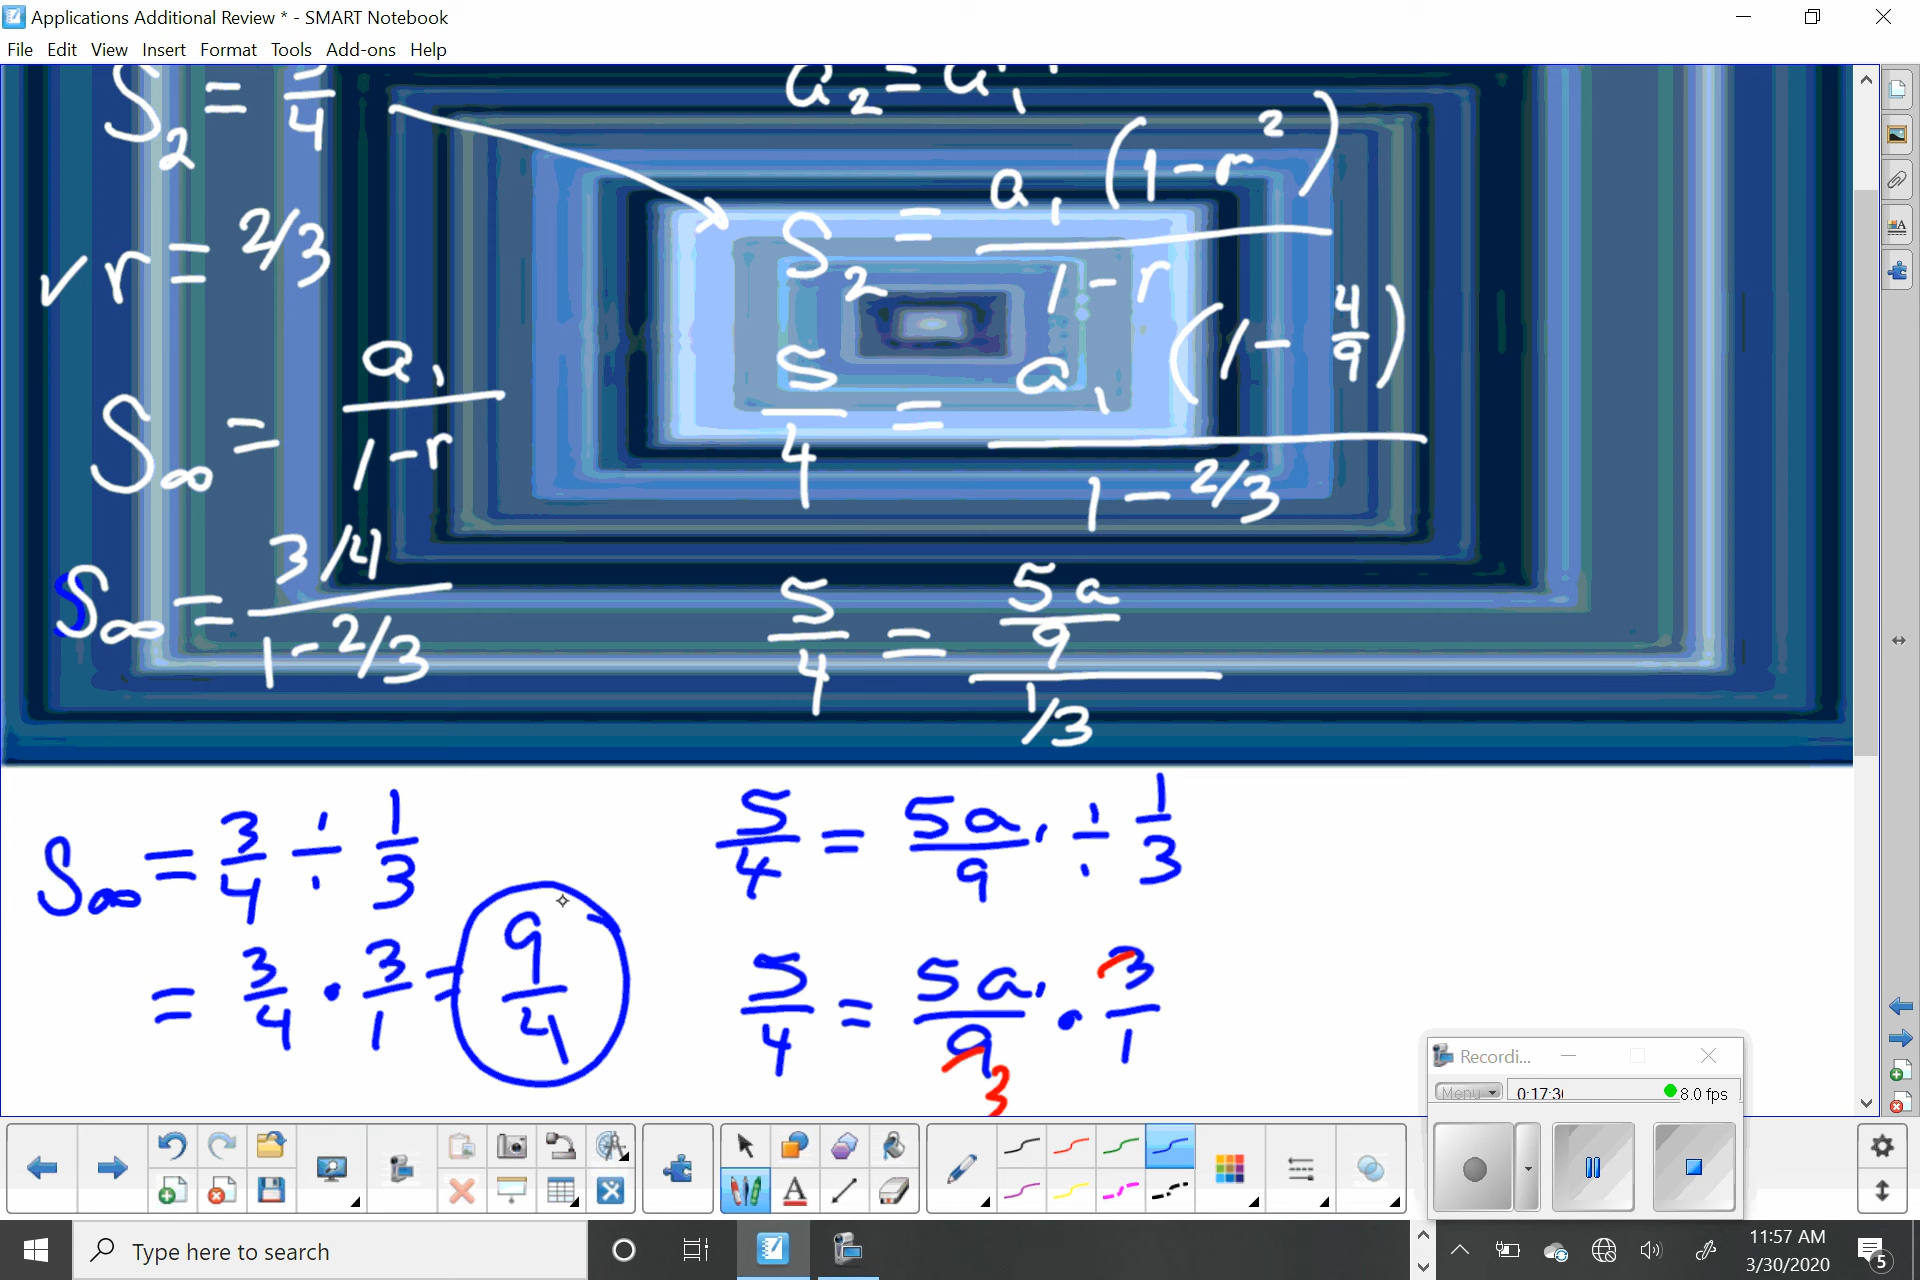 Applications Additional Review * - SMART Notebook
File Edit View Insert Format Tools Add-ons Help
S₂ = 5/4
a₂ = a₁
r = 2/3
S₂ = a₁(1-r²)/(1-r)
S∞ = a₁/(1-r)
5/4 = a₁(1-4/9)/(1-2/3)
S∞ = (3/4)/(1-2/3)
5/4 = (5a/9)/(1/3)
S∞ = 3/4 ÷ 1/3
5/4 = 5a₁/9 ÷ 1/3
= 3/4 · 3/1 = 9/4
5/4 = 5a₁/9 · 3/1
3
Recordi...
Menu
0:17:3
8.0 fps
A
Type here to search
11:57 AM
3/30/2020
5